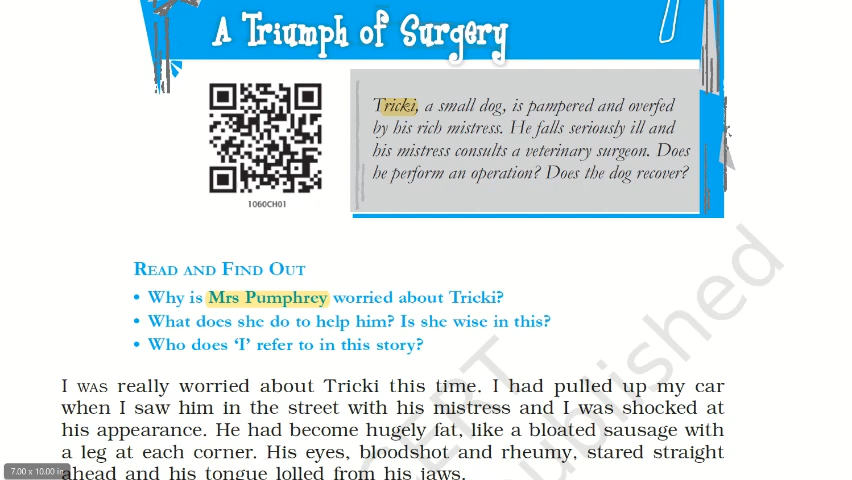 A Triumph of Surgery
Tricki, a small dog, is pampered and overfed
by his rich mistress. He falls seriously ill and
his mistress consults a veterinary surgeon. Does
he perform an operation? Does the dog recover?
1060CH01
READ AND FIND OUT
• Why is Mrs Pumphrey worried about Tricki?
• What does she do to help him? Is she wise in this?
• Who does ‘I’ refer to in this story?
I WAS really worried about Tricki this time. I had pulled up my car
when I saw him in the street with his mistress and I was shocked at
his appearance. He had become hugely fat, like a bloated sausage with
a leg at each corner. His eyes, bloodshot and rheumy, stared straight
ahead and his tongue lolled from his jaws.
7.00 x 10.00 in